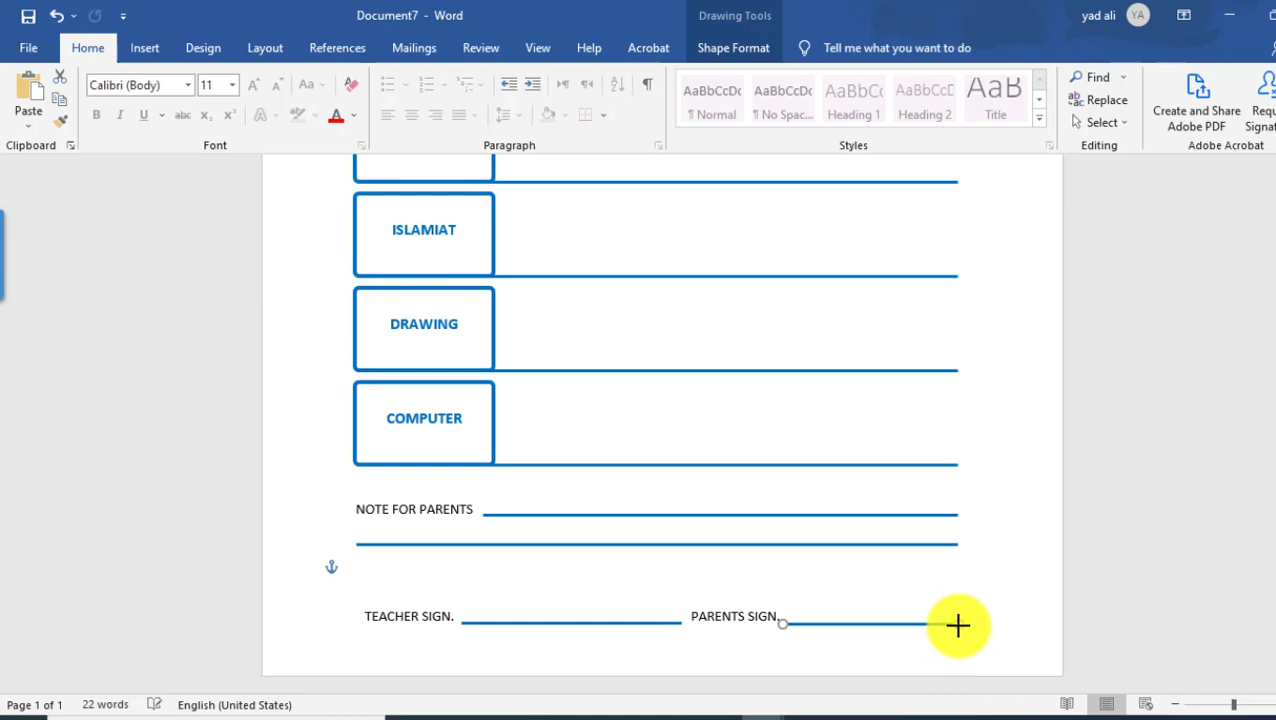 Document7 - Word
Drawing Tools
yad ali
YA
File Home Insert Design Layout References Mailings Review View Help Acrobat Shape Format Tell me what you want to do
Paste
Clipboard
Calibri (Body) 11
Font
Paragraph
AaBbCcDc AaBbCcDc AaBbCc AaBbCcD AaB
¶ Normal ¶ No Spac... Heading 1 Heading 2 Title
Styles
Find
Replace
Select
Editing
Create and Share
Adobe PDF
Adobe Acrobat
ISLAMIAT
DRAWING
COMPUTER
NOTE FOR PARENTS
TEACHER SIGN. PARENTS SIGN.
Page 1 of 1 22 words English (United States)